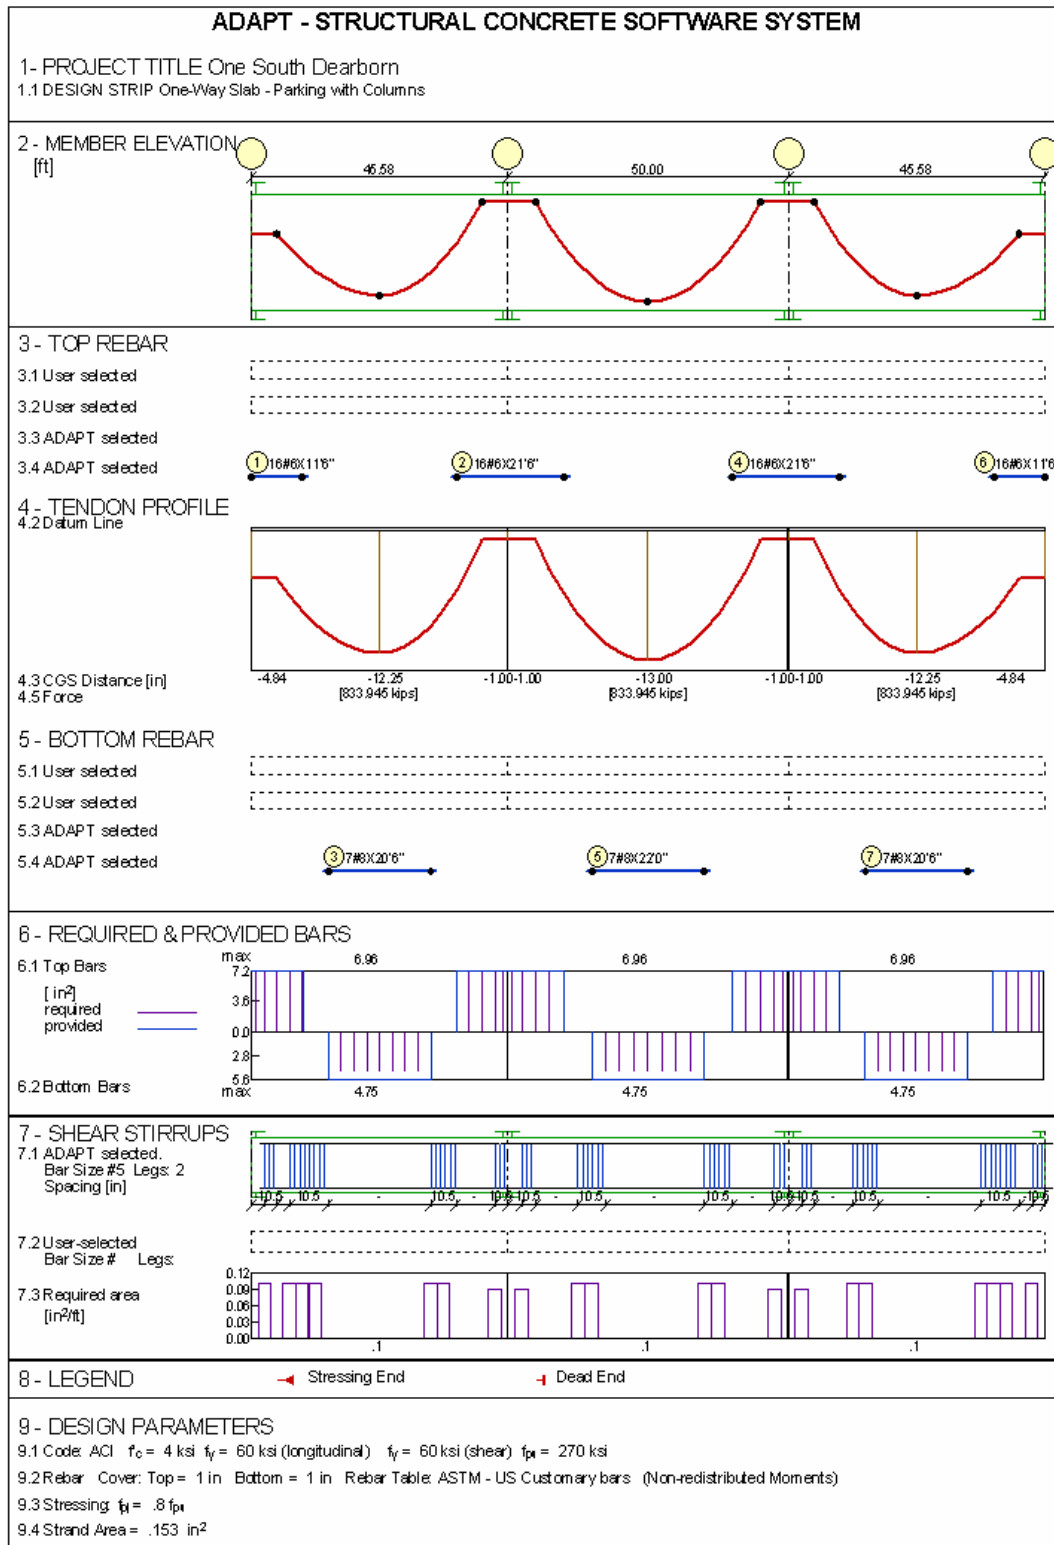 ADAPT - STRUCTURAL CONCRETE SOFTWARE SYSTEM
1- PROJECT TITLE One South Dearborn
1.1 DESIGN STRIP One-Way Slab - Parking with Columns
2 - MEMBER ELEVATION
[ft]
45.58 50.00 45.58
3 - TOP REBAR
3.1 User selected
3.2 User selected
3.3 ADAPT selected
3.4 ADAPT selected
1 16#6X11'6" 2 16#6X21'6" 4 16#6X21'6" 6 16#6X11'6
4 - TENDON PROFILE
4.2 Datum Line
4.3 CGS Distance [in] -4.84 -12.25 -1.00-1.00 -13.00 -1.00-1.00 -12.25 -4.84
4.5 Force [833.945 kips] [833.945 kips] [833.945 kips]
5 - BOTTOM REBAR
5.1 User selected
5.2 User selected
5.3 ADAPT selected
5.4 ADAPT selected
3 7#8X20'6" 5 7#8X22'0" 7 7#8X20'6"
6 - REQUIRED & PROVIDED BARS
6.1 Top Bars max 6.96 6.96 6.96
7.2
[in²]
required 3.6
provided
0.0
2.8
5.6
6.2 Bottom Bars max 4.75 4.75 4.75
7 - SHEAR STIRRUPS
7.1 ADAPT selected.
Bar Size #5 Legs: 2
Spacing [in] 10.5 10.5 - 10.5 - - 10.5 - 10.5 - 10.5 - 10.5 -
7.2 User-selected
Bar Size # Legs:
7.3 Required area
[in²/ft]
0.12
0.09
0.06
0.03
0.00
.1 .1 .1
8 - LEGEND Stressing End Dead End
9 - DESIGN PARAMETERS
9.1 Code: ACI f'c = 4 ksi fy = 60 ksi (longitudinal) fy = 60 ksi (shear) fpu = 270 ksi
9.2 Rebar Cover: Top = 1 in Bottom = 1 in Rebar Table: ASTM - US Customary bars (Non-redistributed Moments)
9.3 Stressing: fpj = .8 fpu
9.4 Strand Area = .153 in²